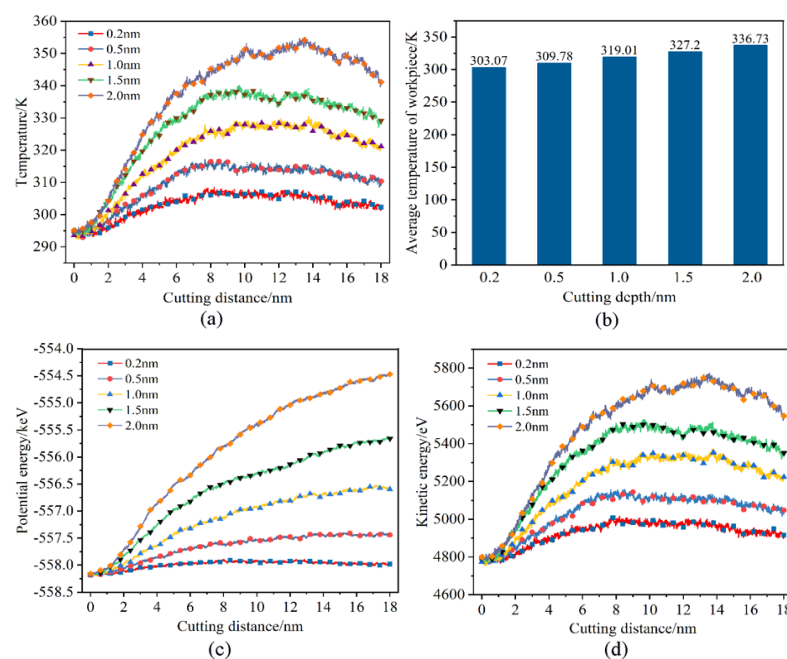 360
350
340
330
320
310
300
290
Temperature/K
0.2nm
0.5nm
1.0nm
1.5nm
2.0nm
0 2 4 6 8 10 12 14 16 18
Cutting distance/nm
(a)
350
300
250
200
150
100
50
0
Average temperature of workpiece/K
303.07 309.78 319.01 327.2 336.73
0.2 0.5 1.0 1.5 2.0
Cutting depth/nm
(b)
-554.0
-554.5
-555.0
-555.5
-556.0
-556.5
-557.0
-557.5
-558.0
-558.5
Potential energy/keV
0.2nm
0.5nm
1.0nm
1.5nm
2.0nm
0 2 4 6 8 10 12 14 16 18
Cutting distance/nm
(c)
5800
5600
5400
5200
5000
4800
4600
Kinetic energy/eV
0.2nm
0.5nm
1.0nm
1.5nm
2.0nm
0 2 4 6 8 10 12 14 16 18
Cutting distance/nm
(d)